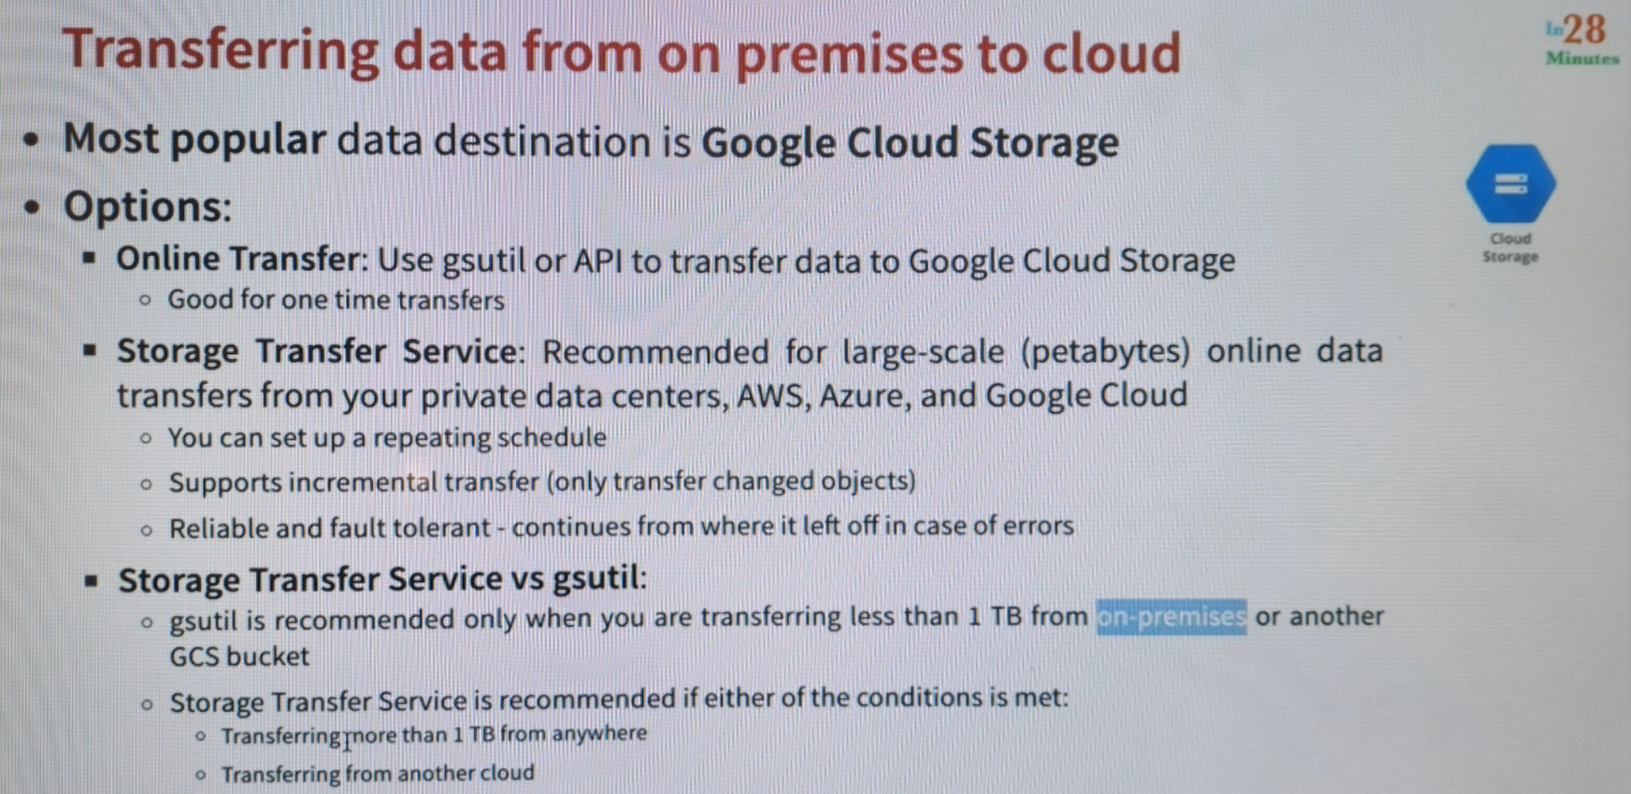 Transferring data from on premises to cloud
In28
Minutes
• Most popular data destination is Google Cloud Storage
• Options:
▪ Online Transfer: Use gsutil or API to transfer data to Google Cloud Storage
◦ Good for one time transfers
Cloud
Storage
▪ Storage Transfer Service: Recommended for large-scale (petabytes) online data
transfers from your private data centers, AWS, Azure, and Google Cloud
◦ You can set up a repeating schedule
◦ Supports incremental transfer (only transfer changed objects)
◦ Reliable and fault tolerant - continues from where it left off in case of errors
▪ Storage Transfer Service vs gsutil:
◦ gsutil is recommended only when you are transferring less than 1 TB from on-premises or another
GCS bucket
◦ Storage Transfer Service is recommended if either of the conditions is met:
◦ Transferring more than 1 TB from anywhere
◦ Transferring from another cloud